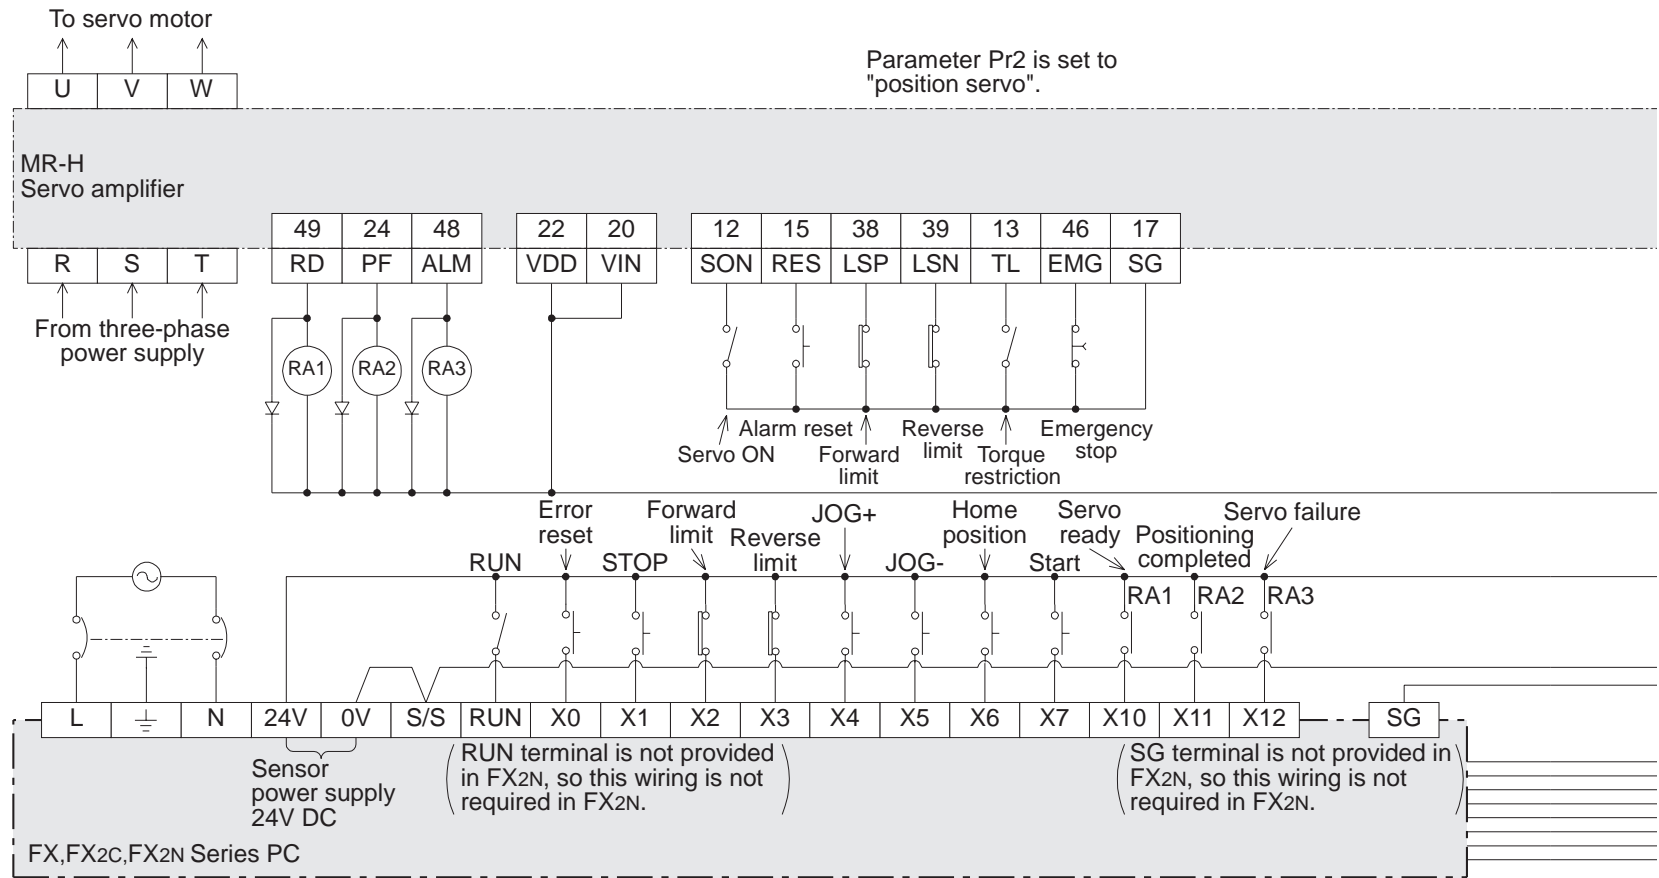 To servo motor
U V W
Parameter Pr2 is set to
"position servo".
MR-H
Servo amplifier
49 24 48 22 20 12 15 38 39 13 46 17
R S T RD PF ALM VDD VIN SON RES LSP LSN TL EMG SG
From three-phase
power supply
RA1 RA2 RA3
Servo ON
Alarm reset
Forward
limit
Reverse
limit
Torque
restriction
Emergency
stop
RUN
Error
reset
STOP
Forward
limit
Reverse
limit
JOG+
JOG-
Home
position
Start
Servo
ready
Positioning
completed
Servo failure
RA1 RA2 RA3
L N 24V 0V S/S RUN X0 X1 X2 X3 X4 X5 X6 X7 X10 X11 X12 SG
Sensor
power supply
24V DC
RUN terminal is not provided
in FX2N, so this wiring is not
required in FX2N.
SG terminal is not provided in
FX2N, so this wiring is not
required in FX2N.
FX,FX2C,FX2N Series PC